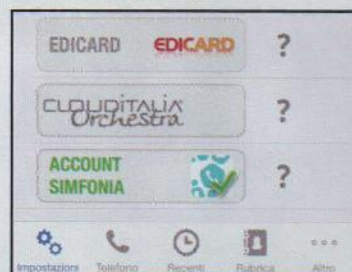 EDICARD EDICARD ?
CLOUDITALIA ?
Orchestra
ACCOUNT ?
SIMFONIA
Impostazioni Telefono Recenti Rubrica Altro